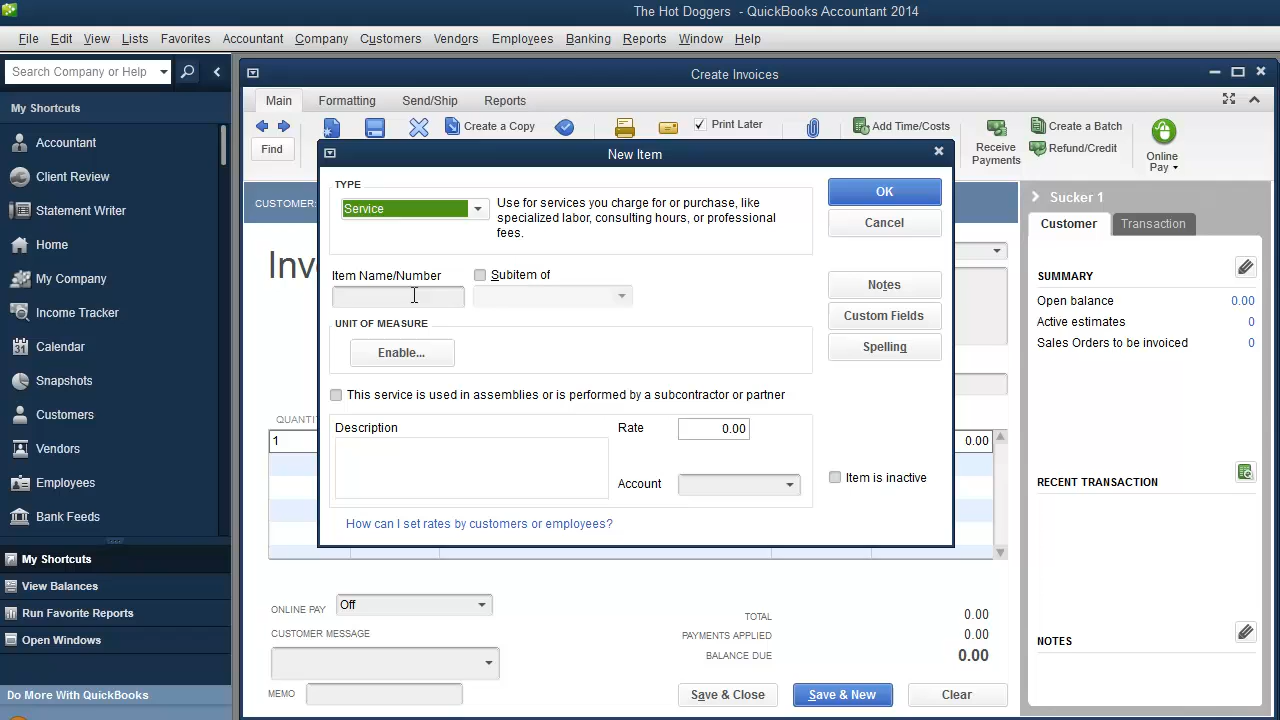 The Hot Doggers - QuickBooks Accountant 2014
File Edit View Lists Favorites Accountant Company Customers Vendors Employees Banking Reports Window Help
Search Company or Help
My Shortcuts
Accountant
Client Review
Statement Writer
Home
My Company
Income Tracker
Calendar
Snapshots
Customers
Vendors
Employees
Bank Feeds
My Shortcuts
View Balances
Run Favorite Reports
Open Windows
Do More With QuickBooks
Create Invoices
Main Formatting Send/Ship Reports
Find
Create a Copy
Print Later
Add Time/Costs
Receive
Payments
Create a Batch
Refund/Credit
Online
Pay
CUSTOMER:
Invo
New Item
TYPE
Service
Use for services you charge for or purchase, like
specialized labor, consulting hours, or professional
fees.
OK
Cancel
Item Name/Number
Subitem of
Notes
UNIT OF MEASURE
Custom Fields
Enable...
Spelling
This service is used in assemblies or is performed by a subcontractor or partner
Description
Rate 0.00
Account
Item is inactive
How can I set rates by customers or employees?
QUANTIT
1 0.00
ONLINE PAY Off
CUSTOMER MESSAGE
MEMO
TOTAL 0.00
PAYMENTS APPLIED 0.00
BALANCE DUE 0.00
Save & Close Save & New Clear
Sucker 1
Customer Transaction
SUMMARY
Open balance 0.00
Active estimates 0
Sales Orders to be invoiced 0
RECENT TRANSACTION
NOTES